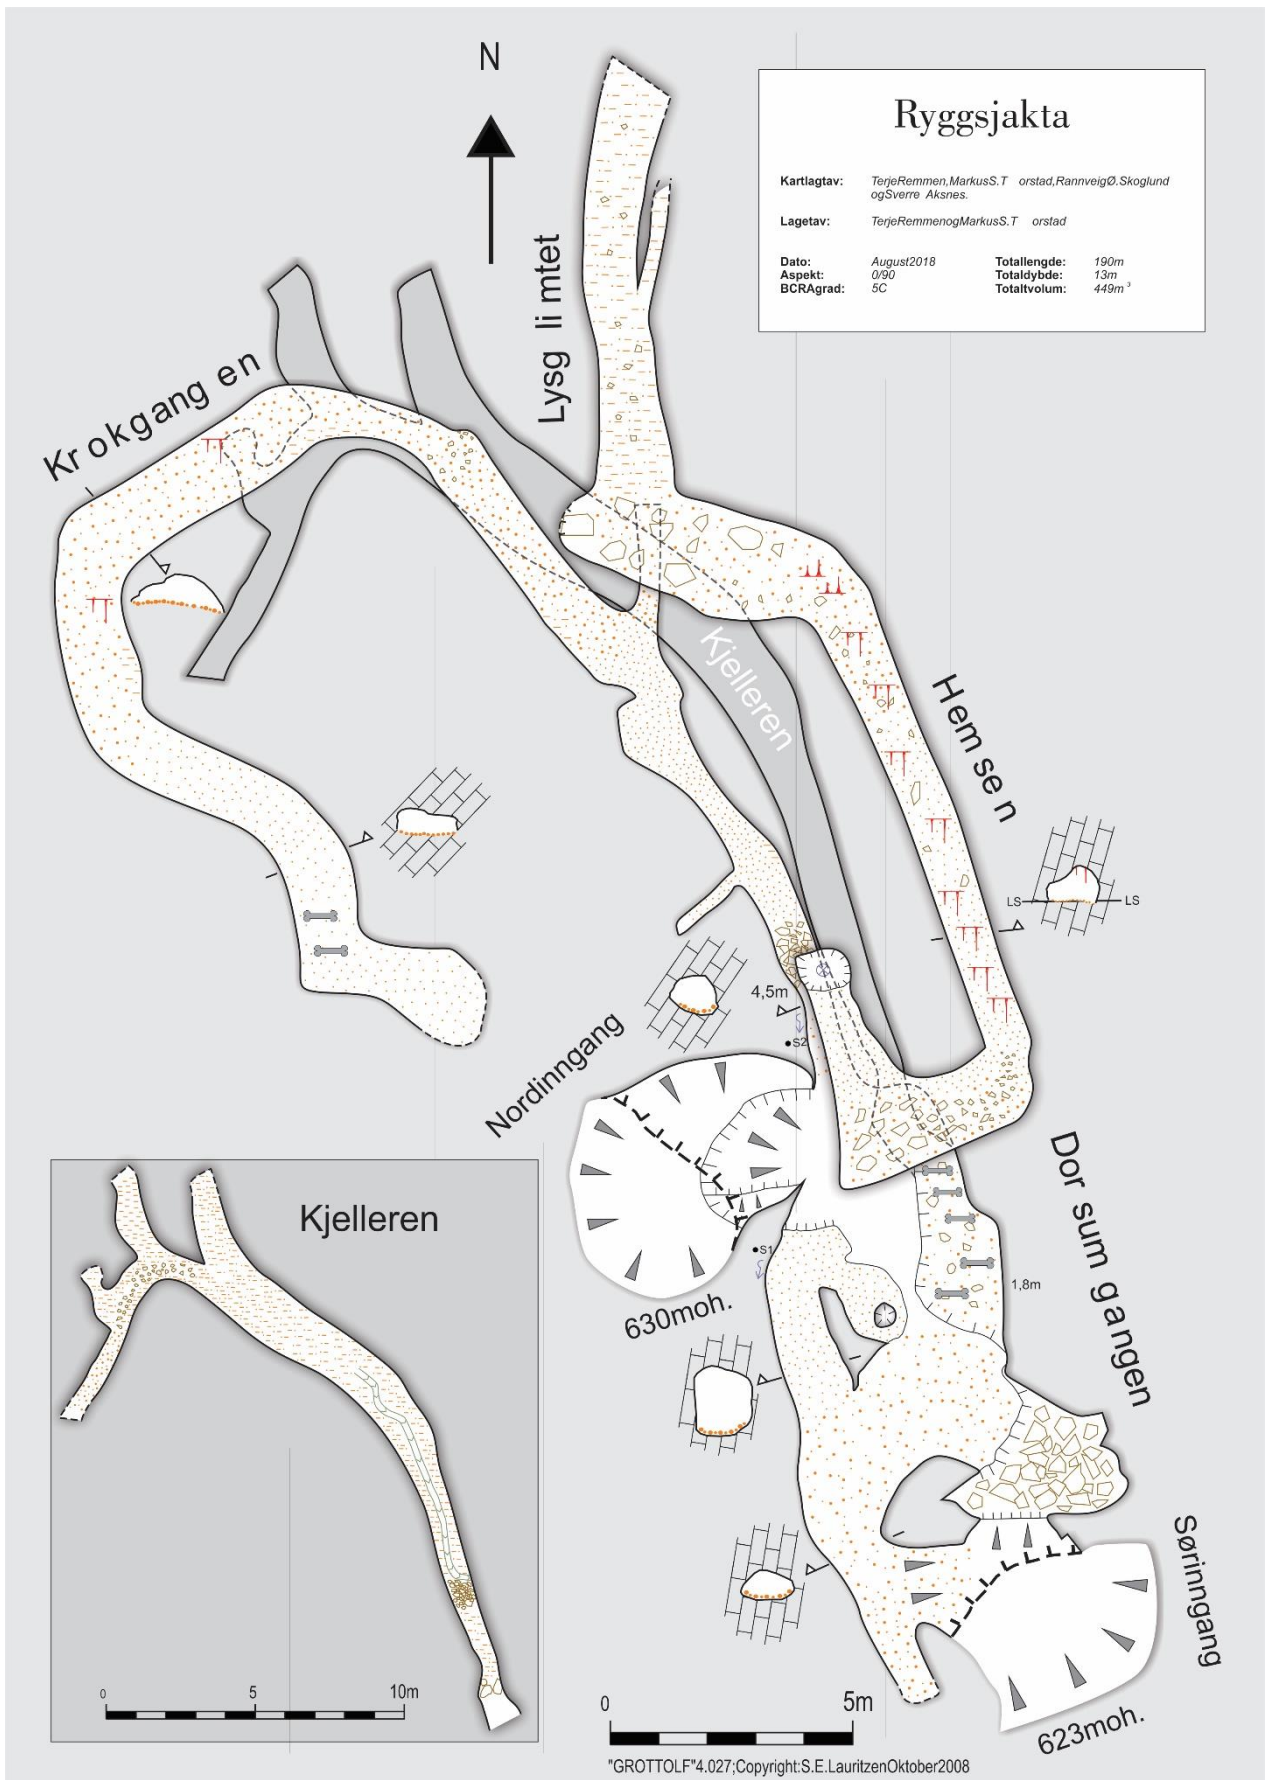 N
Ryggsjakta
Kartlagtav: TerjeRemmen,MarkusS.T orstad,RannveigØ.Skoglund
ogSverre Aksnes.
Lagetav: TerjeRemmenogMarkusS.T orstad
Dato: August2018 Totallengde: 190m
Aspekt: 0/90 Totaldybde: 13m
BCRAgrad: 5C Totaltvolum: 449m³
Lysg li mtet
Kr okgang en
Kjelleren
Hem se n
LS LS
4,5m
S2
Nordinngang
Dor sum gangen
Kjelleren
S1
1,8m
630moh.
Sørinngang
623moh.
0 5 10m
0 5m
"GROTTOLF"4.027;Copyright:S.E.LauritzenOktober2008